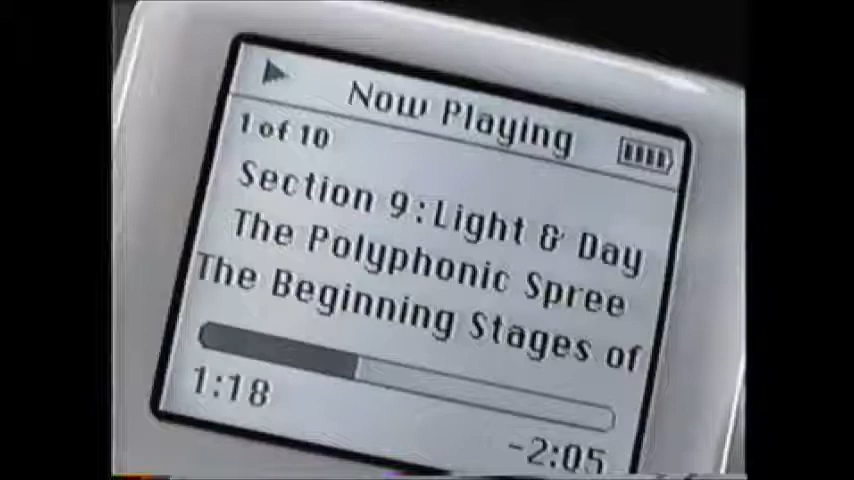 Now Playing
1 of 10
Section 9:Light & Day
The Polyphonic Spree
The Beginning Stages of
1:18
-2:05